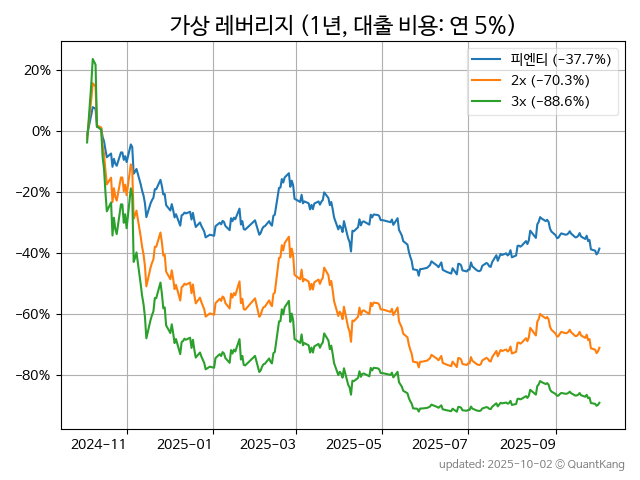 가상 레버리지 (1년, 대출 비용: 연 5%)
피엔티 (−37.7%)
2x (−70.3%)
3x (−88.6%)
20%
0%
−20%
−40%
−60%
−80%
2024-11 2025-01 2025-03 2025-05 2025-07 2025-09
updated: 2025-10-02 © QuantKang